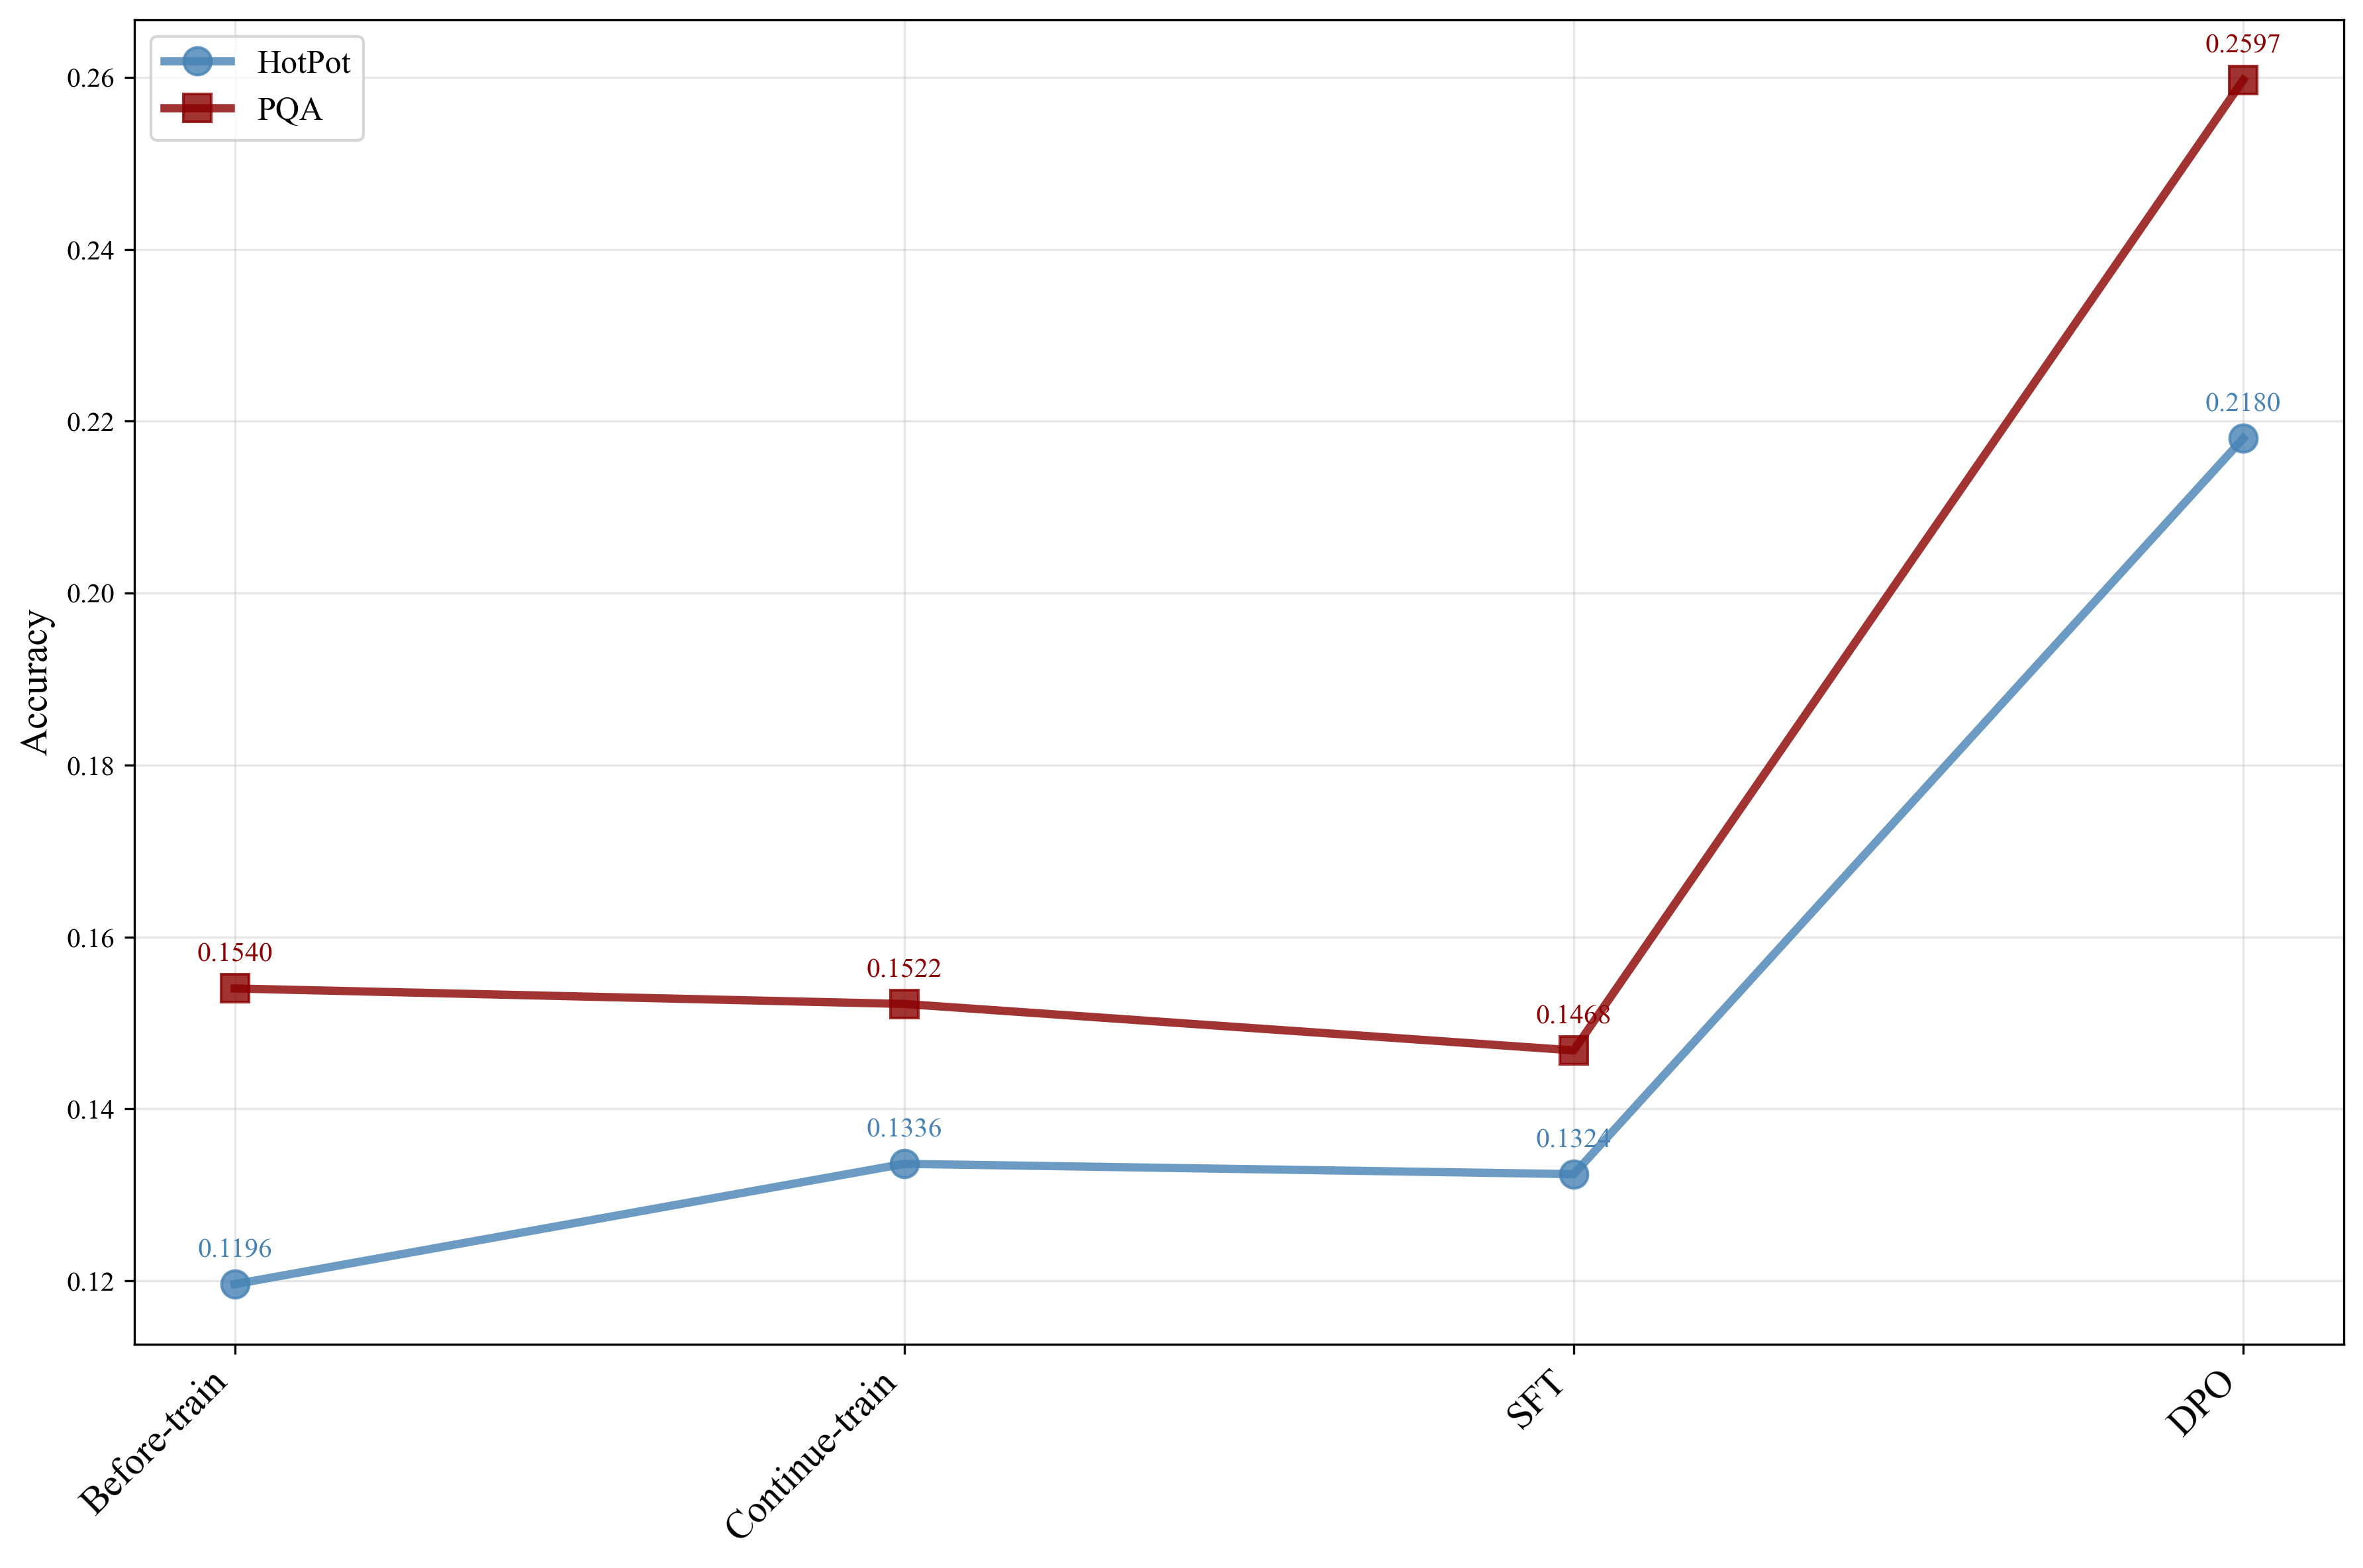 HotPot
PQA
Accuracy
0.26
0.24
0.22
0.20
0.18
0.16
0.14
0.12
0.2597
0.2180
0.1540
0.1522
0.1468
0.1336
0.1324
0.1196
Before-train
Continue-train
SFT
DPO